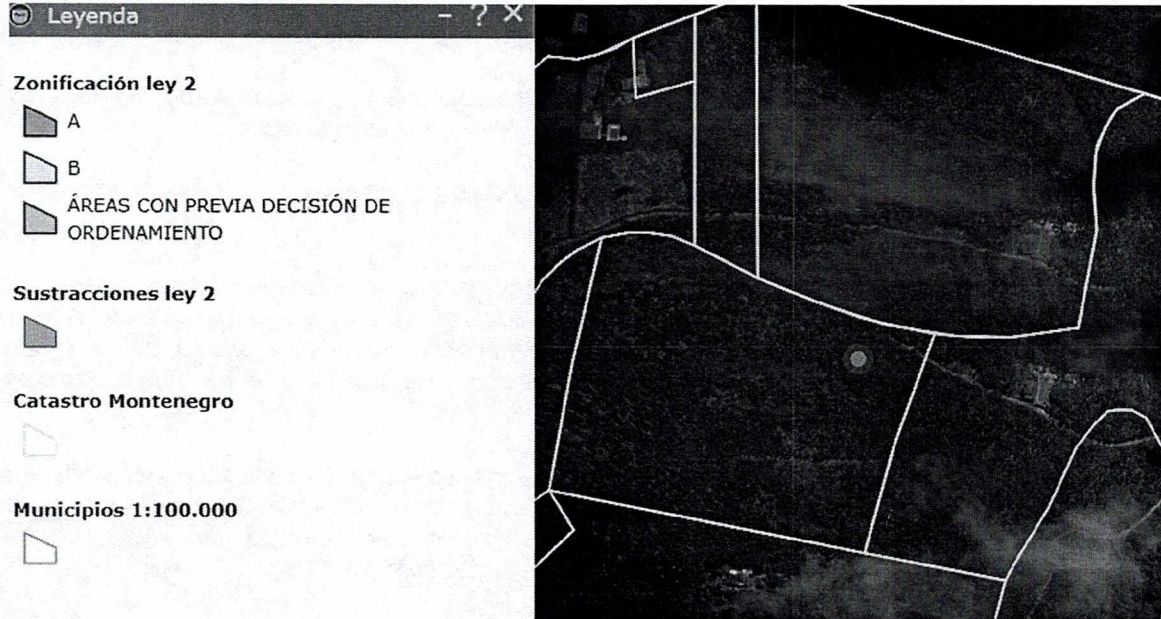 Leyenda
Zonificación ley 2
A
B
ÁREAS CON PREVIA DECISIÓN DE
ORDENAMIENTO
Sustracciones ley 2
Catastro Montenegro
Municipios 1:100.000